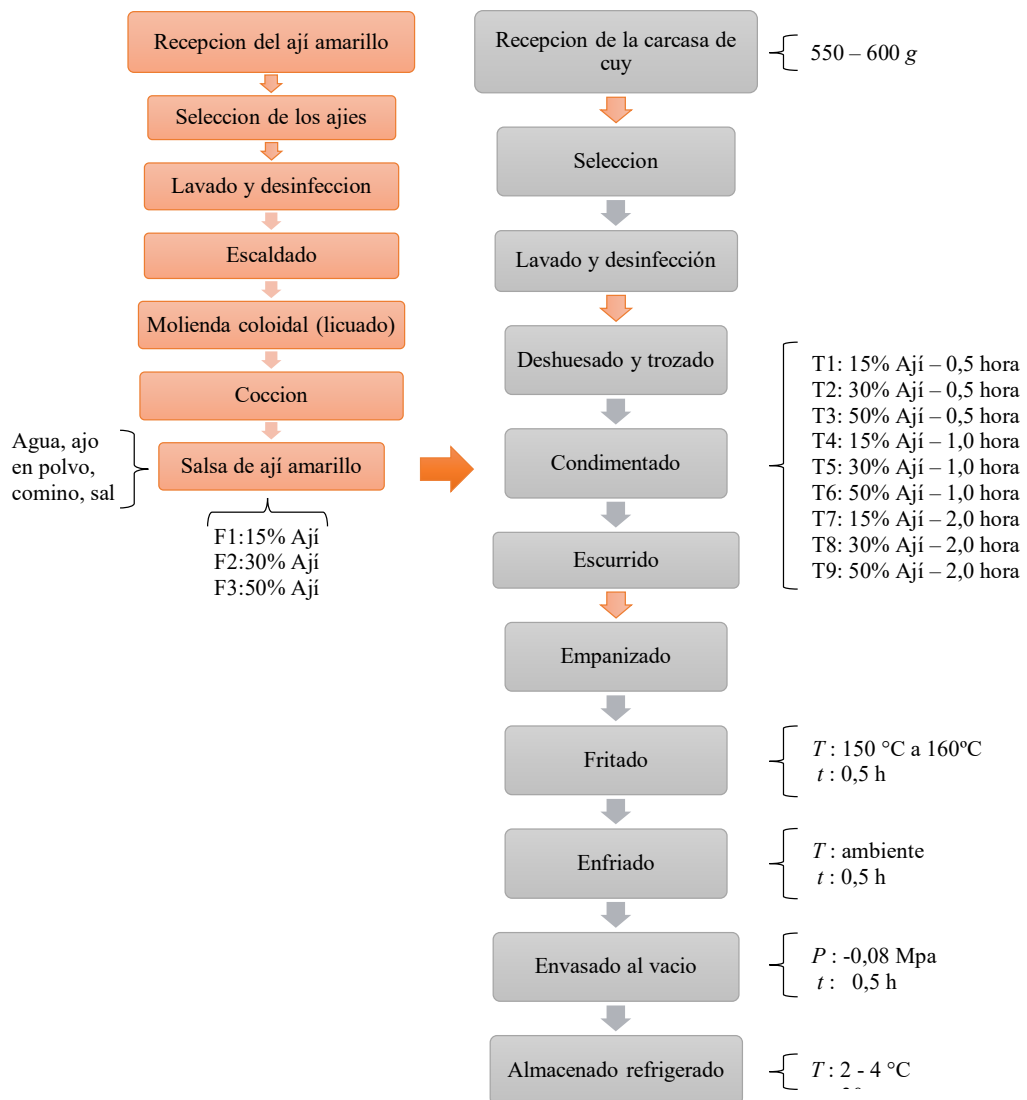 Recepcion del ají amarillo
Seleccion de los ajies
Lavado y desinfeccion
Escaldado
Molienda coloidal (licuado)
Coccion
Agua, ajo
en polvo,
comino, sal
Salsa de ají amarillo
F1:15% Ají
F2:30% Ají
F3:50% Ají
Recepcion de la carcasa de
cuy
550 – 600 g
Seleccion
Lavado y desinfección
Deshuesado y trozado
Condimentado
Escurrido
T1: 15% Ají – 0,5 hora
T2: 30% Ají – 0,5 hora
T3: 50% Ají – 0,5 hora
T4: 15% Ají – 1,0 hora
T5: 30% Ají – 1,0 hora
T6: 50% Ají – 1,0 hora
T7: 15% Ají – 2,0 hora
T8: 30% Ají – 2,0 hora
T9: 50% Ají – 2,0 hora
Empanizado
Fritado
T : 150 °C a 160ºC
t : 0,5 h
Enfriado
T : ambiente
t : 0,5 h
Envasado al vacio
P : -0,08 Mpa
t : 0,5 h
Almacenado refrigerado
T : 2 - 4 °C